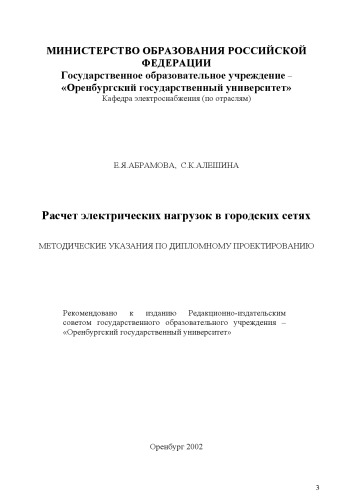 МИНИСТЕРСТВО ОБРАЗОВАНИЯ РОССИЙСКОЙ
ФЕДЕРАЦИИ
Государственное образовательное учреждение –
«Оренбургский государственный университет»
Кафедра электроснабжения (по отраслям)
Е.Я.АБРАМОВА, С.К.АЛЕШИНА
Расчет электрических нагрузок в городских сетях
МЕТОДИЧЕСКИЕ УКАЗАНИЯ ПО ДИПЛОМНОМУ ПРОЕКТИРОВАНИЮ
Рекомендовано к изданию Редакционно-издательским
советом государственного образовательного учреждения –
«Оренбургский государственный университет»
Оренбург 2002
3